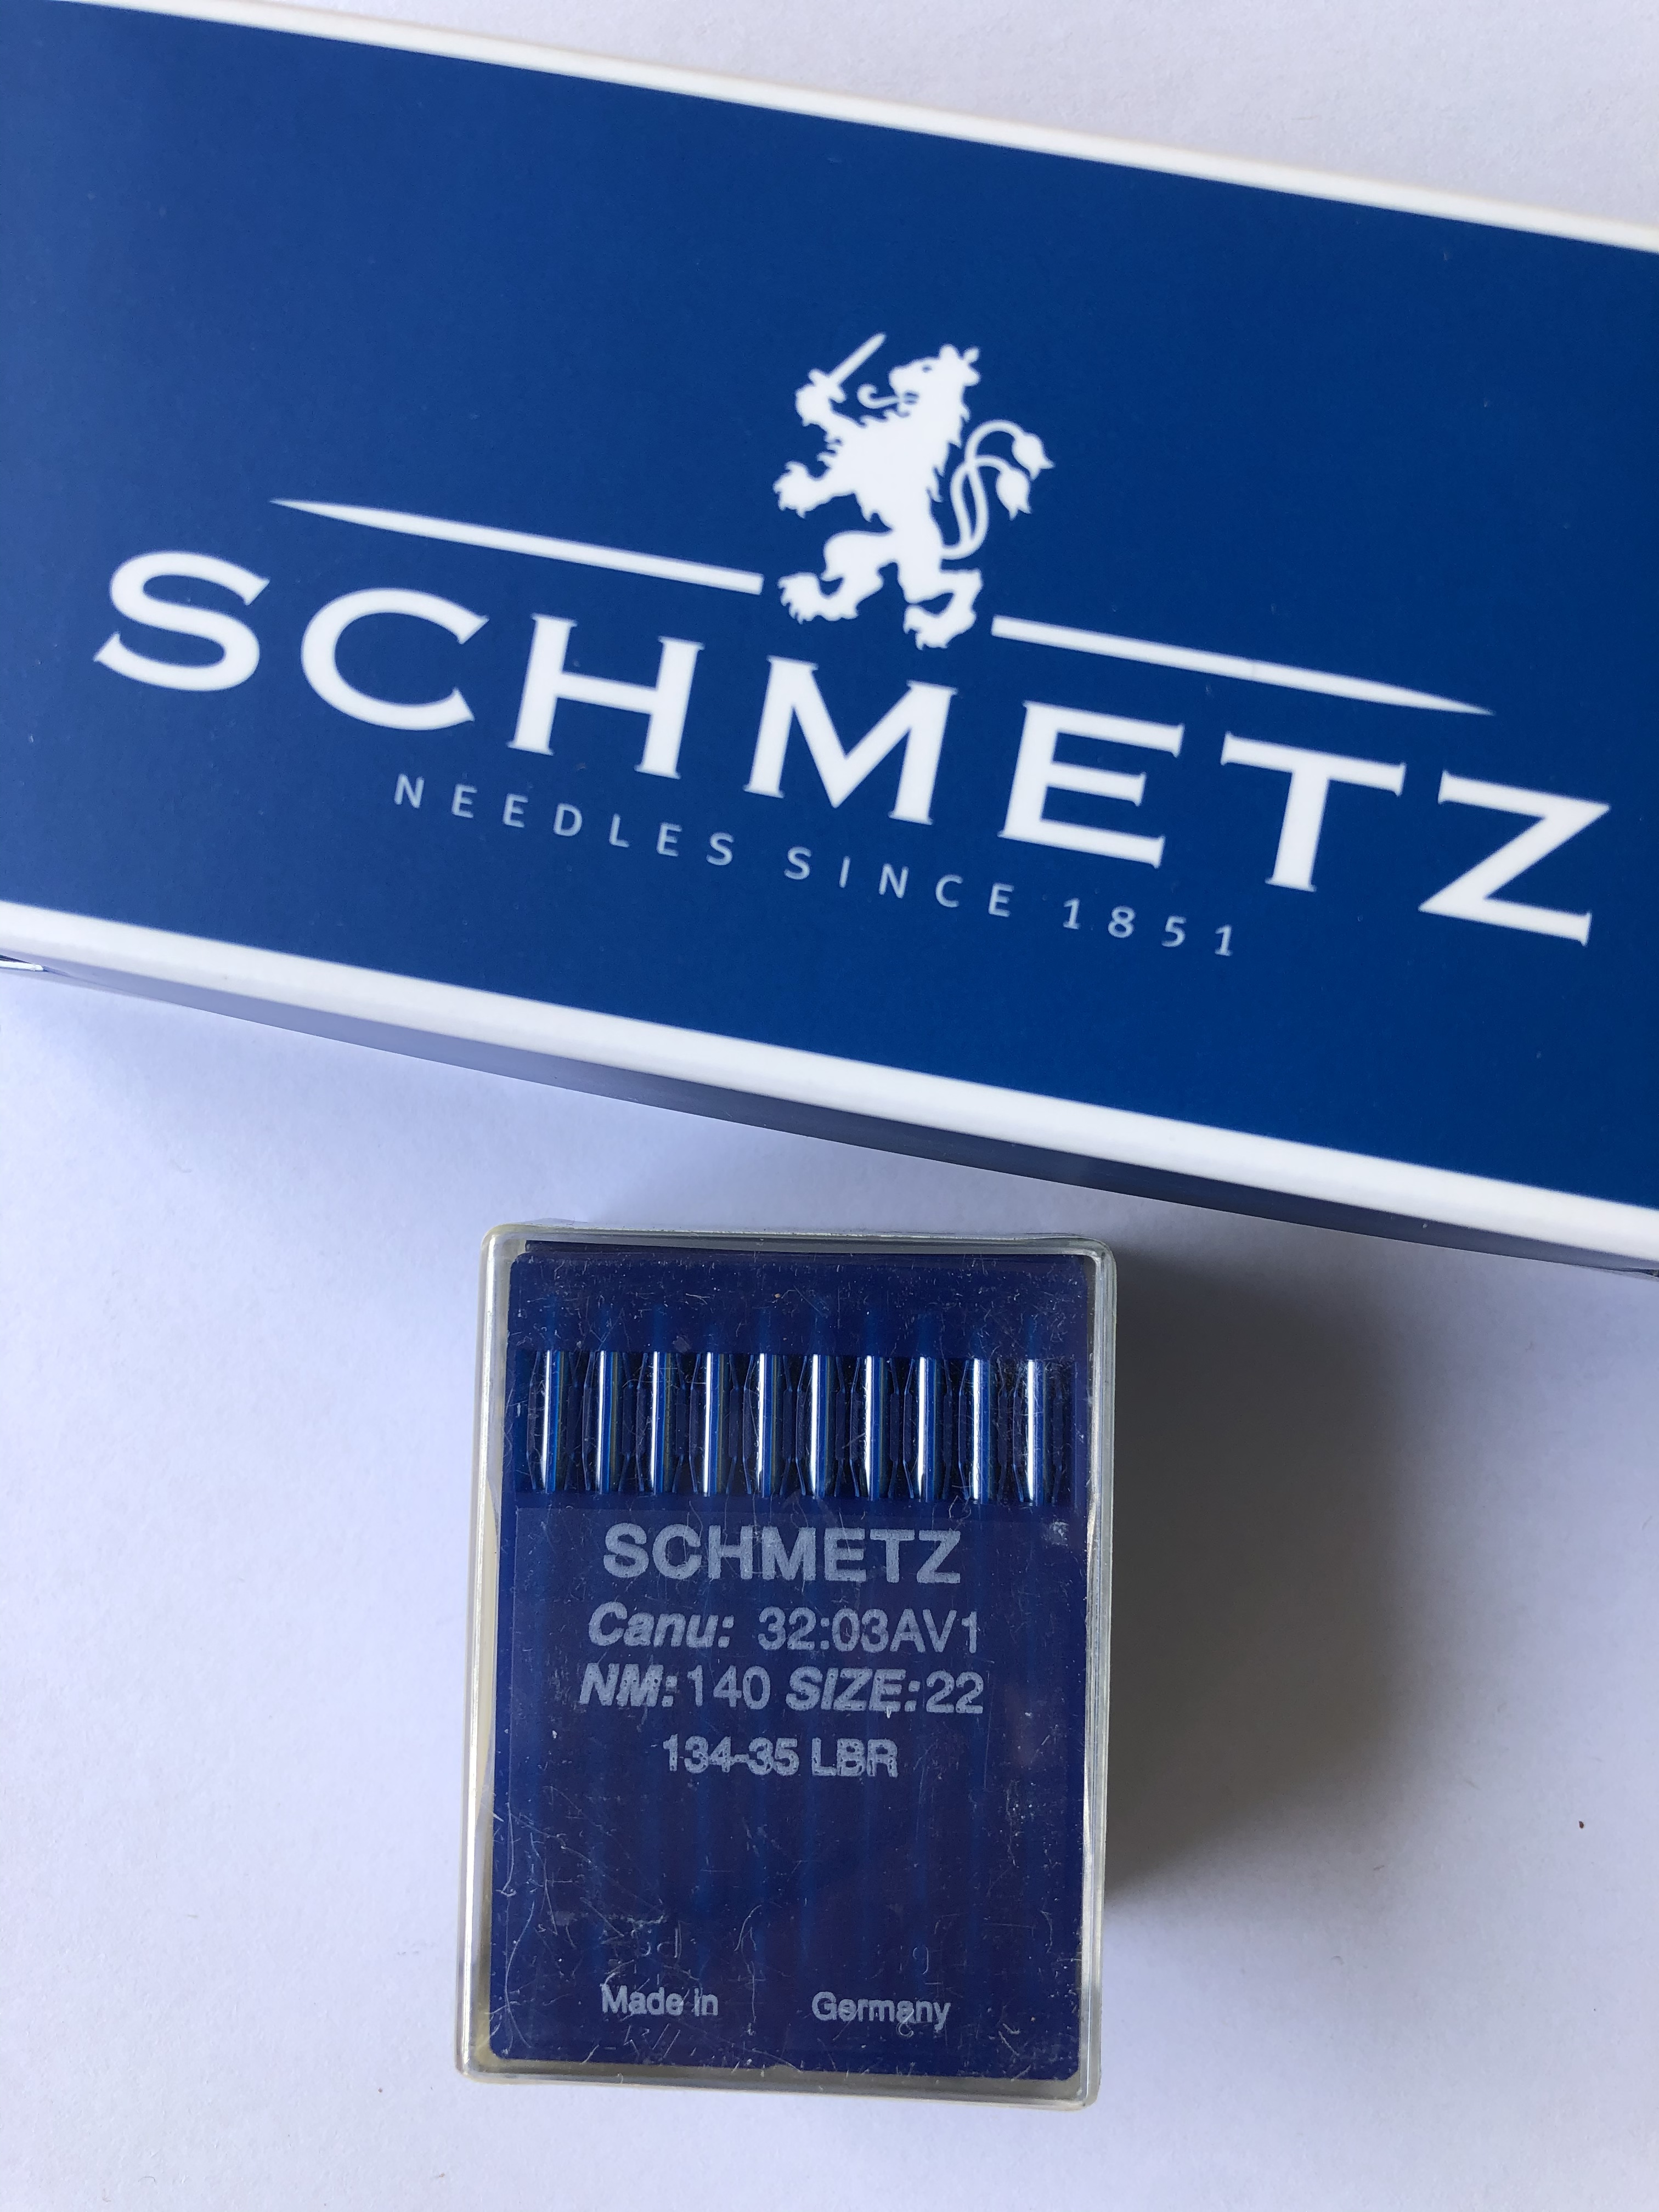 SCHMETZ
NEEDLES SINCE 1851
SCHMETZ
Canu: 32:03AV1
NM: 140 SIZE: 22
134-35 LBR
Made in Germany